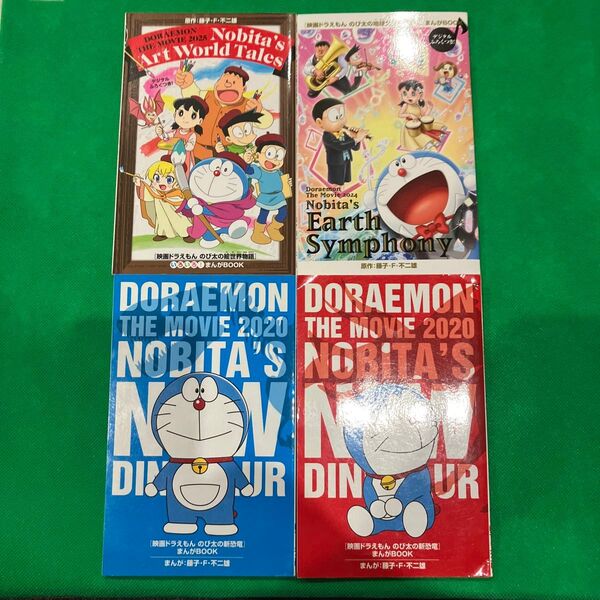 原作：藤子・F・不二雄
DORAEMON
THE MOVIE 2025
Nobita's
Art World Tales
デジタル
ふろくつき!
[映画ドラえもん のび太の絵世界物語]
いろいろ!まんがBOOK
[映画ドラえもん のび太の地球
まんがBOOK
デジタル
ふろくつき!
Doraemon
The Movie 2024
Nobita's
Earth
Symphony
原作：藤子・F・不二雄
DORAEMON
THE MOVIE 2020
NOBITA'S
NEW
DINOSAUR
[映画ドラえもん のび太の新恐竜]
まんがBOOK
まんが：藤子・F・不二雄
DORAEMON
THE MOVIE 2020
NOBITA'S
NEW
DINOSAUR
[映画ドラえもん のび太の新恐竜]
まんがBOOK
まんが：藤子・F・不二雄